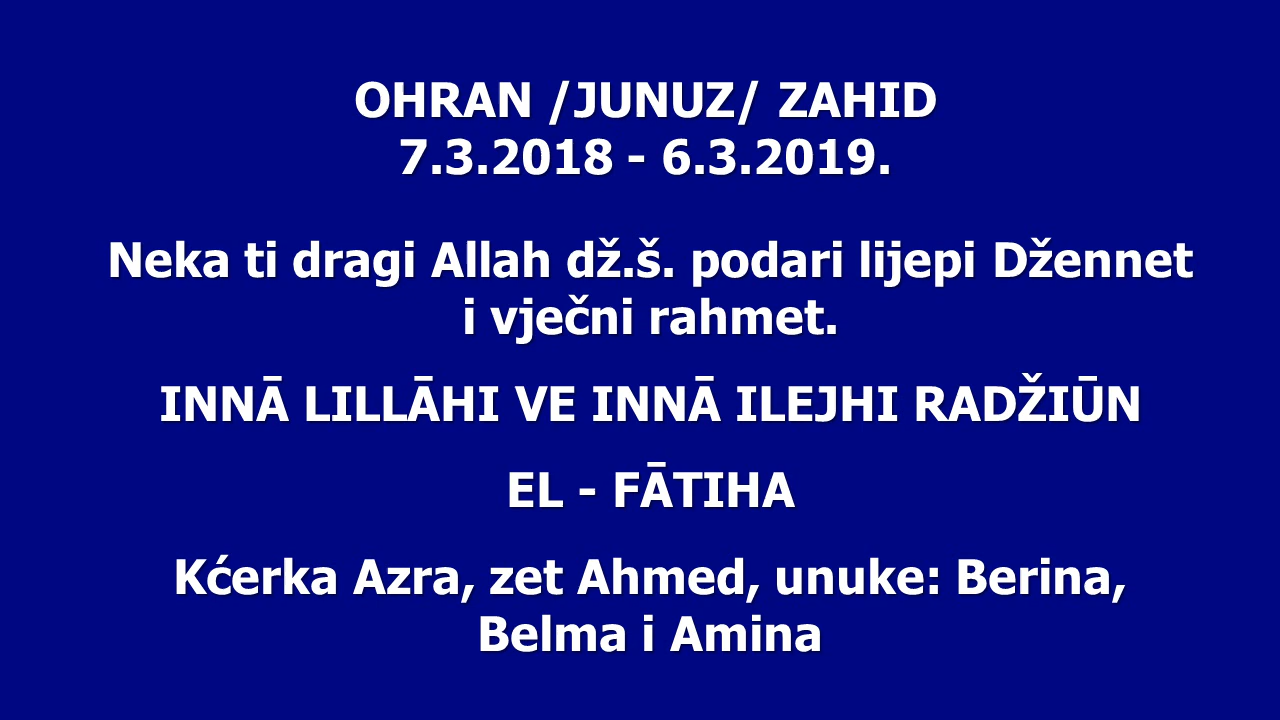 OHRAN /JUNUZ/ ZAHID
7.3.2018 - 6.3.2019.
Neka ti dragi Allah dž.š. podari lijepi Džennet
i vječni rahmet.
INNĀ LILLĀHI VE INNĀ ILEJHI RADŽIŪN
EL - FĀTIHA
Kćerka Azra, zet Ahmed, unuke: Berina,
Belma i Amina